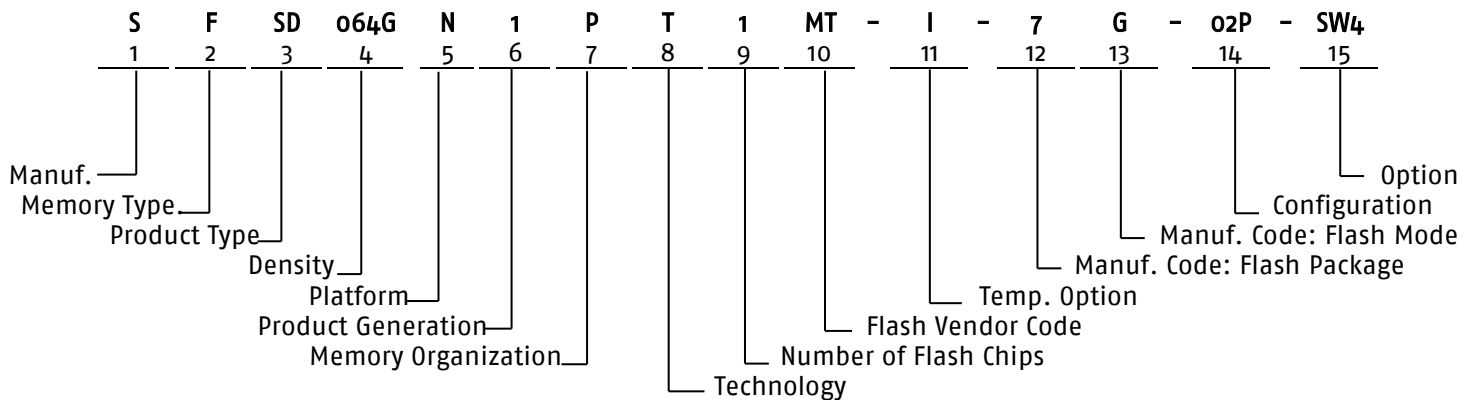 S F SD 064G N 1 P T 1 MT – I – 7 G – 02P – SW4
1 2 3 4 5 6 7 8 9 10 11 12 13 14 15
Manuf. Option
Memory Type. Configuration
Product Type Manuf. Code: Flash Mode
Density Manuf. Code: Flash Package
Platform Temp. Option
Product Generation Flash Vendor Code
Memory Organization Number of Flash Chips
Technology